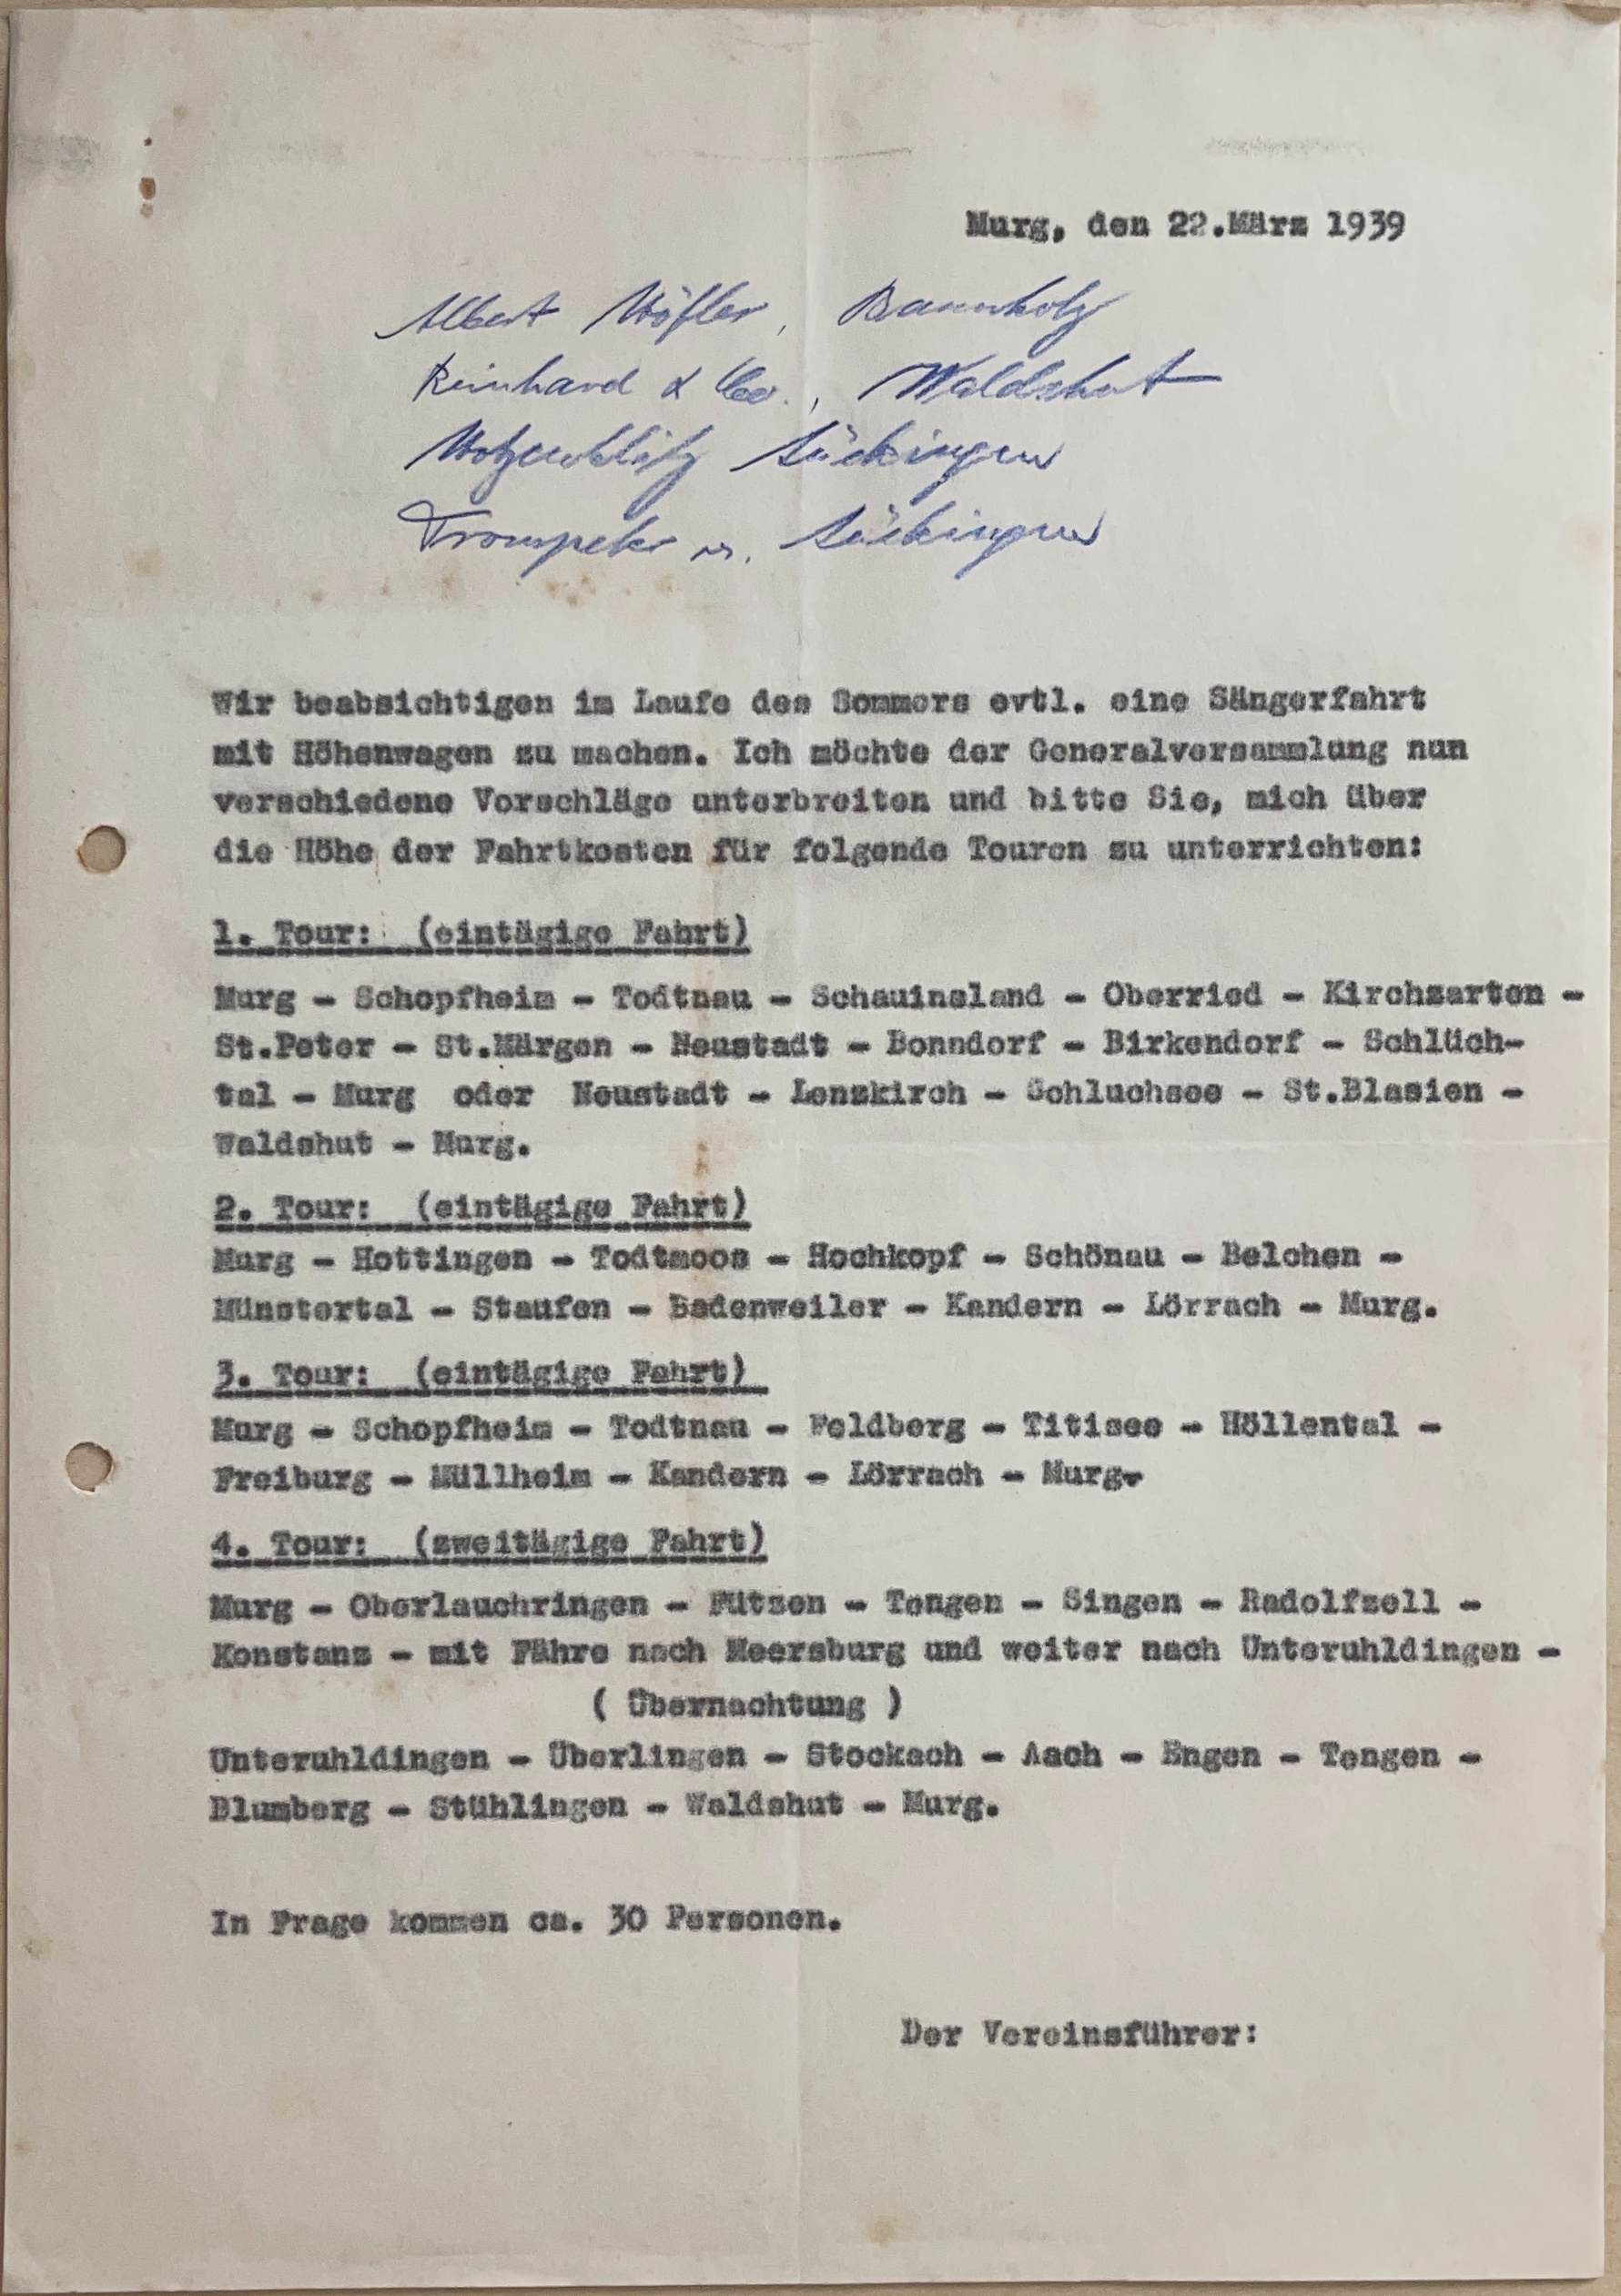 Murg, den 22.März 1939
Albert Höfler, Bannholz
Reinhard & Co., Waldshut
Hotzenblitz Säckingen
Trompeter v. Säckingen
Wir beabsichtigen im Laufe des Sommers evtl. eine Sängerfahrt
mit Höhenwagen zu machen. Ich möchte der Generalversammlung nun
verschiedene Vorschläge unterbreiten und bitte Sie, mich über
die Höhe der Fahrtkosten für folgende Touren zu unterrichten:
1. Tour: (eintägige Fahrt)
Murg - Schopfheim - Todtnau - Schauinsland - Oberried - Kirchzarten -
St.Peter - St.Märgen - Neustadt - Bonndorf - Birkendorf - Schlüch-
tal - Murg oder Neustadt - Lenzkirch - Schluchsee - St.Blasien -
Waldshut - Murg.
2. Tour: (eintägige Fahrt)
Murg - Hottingen - Todtmoos - Hochkopf - Schönau - Belchen -
Münstertal - Staufen - Badenweiler - Kandern - Lörrach - Murg.
3. Tour: (eintägige Fahrt)
Murg - Schopfheim - Todtnau - Feldberg - Titisee - Höllental -
Freiburg - Müllheim - Kandern - Lörrach - Murg.
4. Tour: (zweitägige Fahrt)
Murg - Oberlauchringen - Fützen - Tengen - Singen - Radolfzell -
Konstanz - mit Fähre nach Meersburg und weiter nach Unteruhldingen -
( Übernachtung )
Unteruhldingen - Überlingen - Stockach - Aach - Engen - Tengen -
Blumberg - Stühlingen - Waldshut - Murg.
In Frage kommen ca. 30 Personen.
Der Vereinsführer: